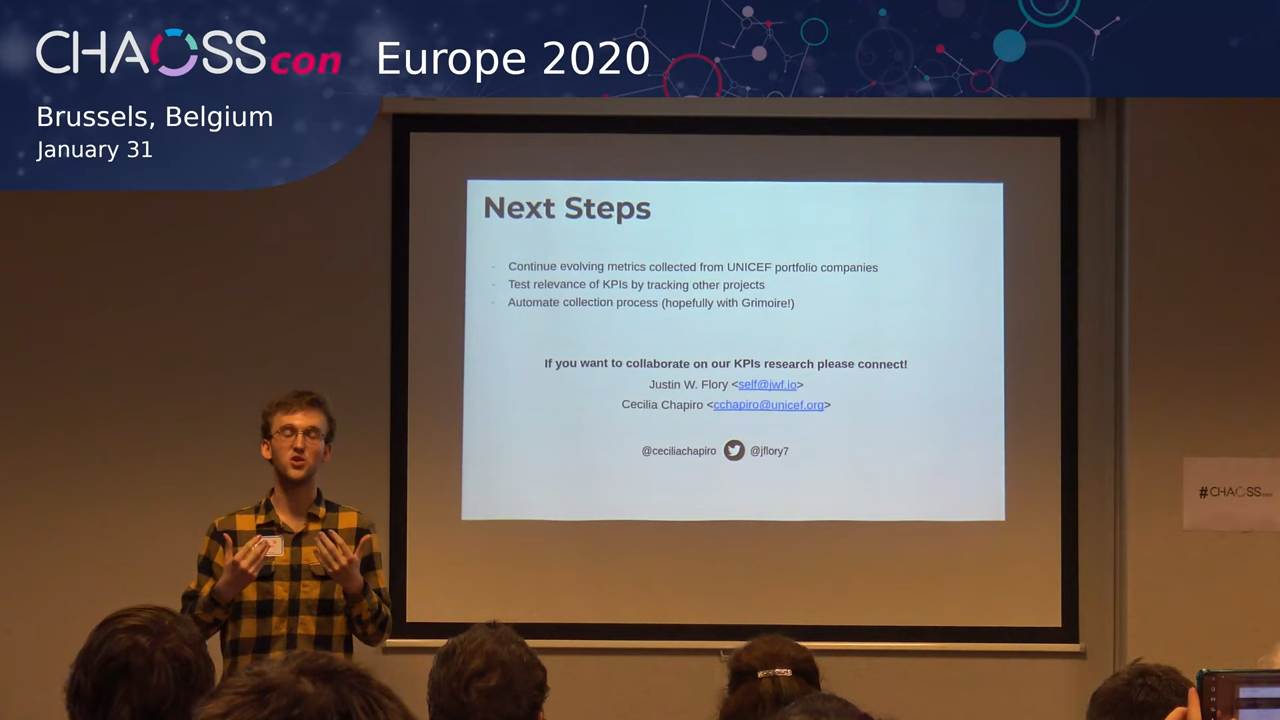 CHAOSScon Europe 2020
Brussels, Belgium
January 31
Next Steps
· Continue evolving metrics collected from UNICEF portfolio companies
· Test relevance of KPIs by tracking other projects
· Automate collection process (hopefully with Grimoire!)
If you want to collaborate on our KPIs research please connect!
Justin W. Flory <self@jwf.io>
Cecilia Chapiro <cchapiro@unicef.org>
@ceciliachapiro @jflory7
#CHAOSScon